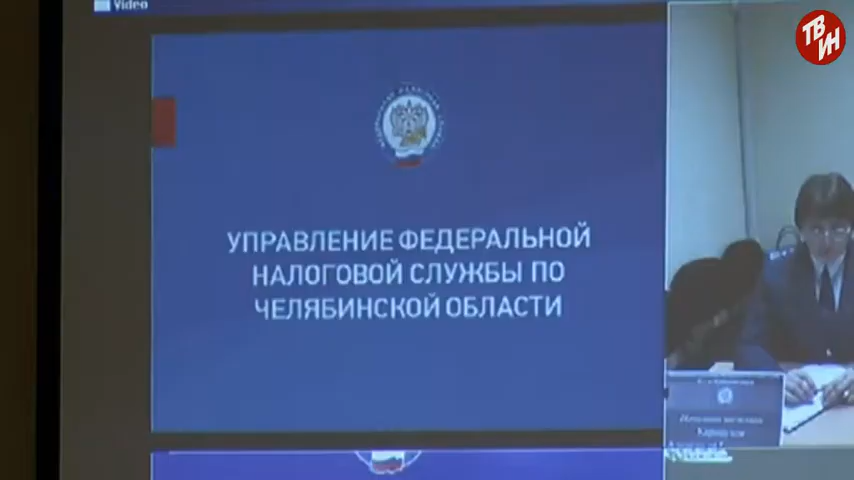 Video
ТВ
ИН
УПРАВЛЕНИЕ ФЕДЕРАЛЬНОЙ
НАЛОГОВОЙ СЛУЖБЫ ПО
ЧЕЛЯБИНСКОЙ ОБЛАСТИ